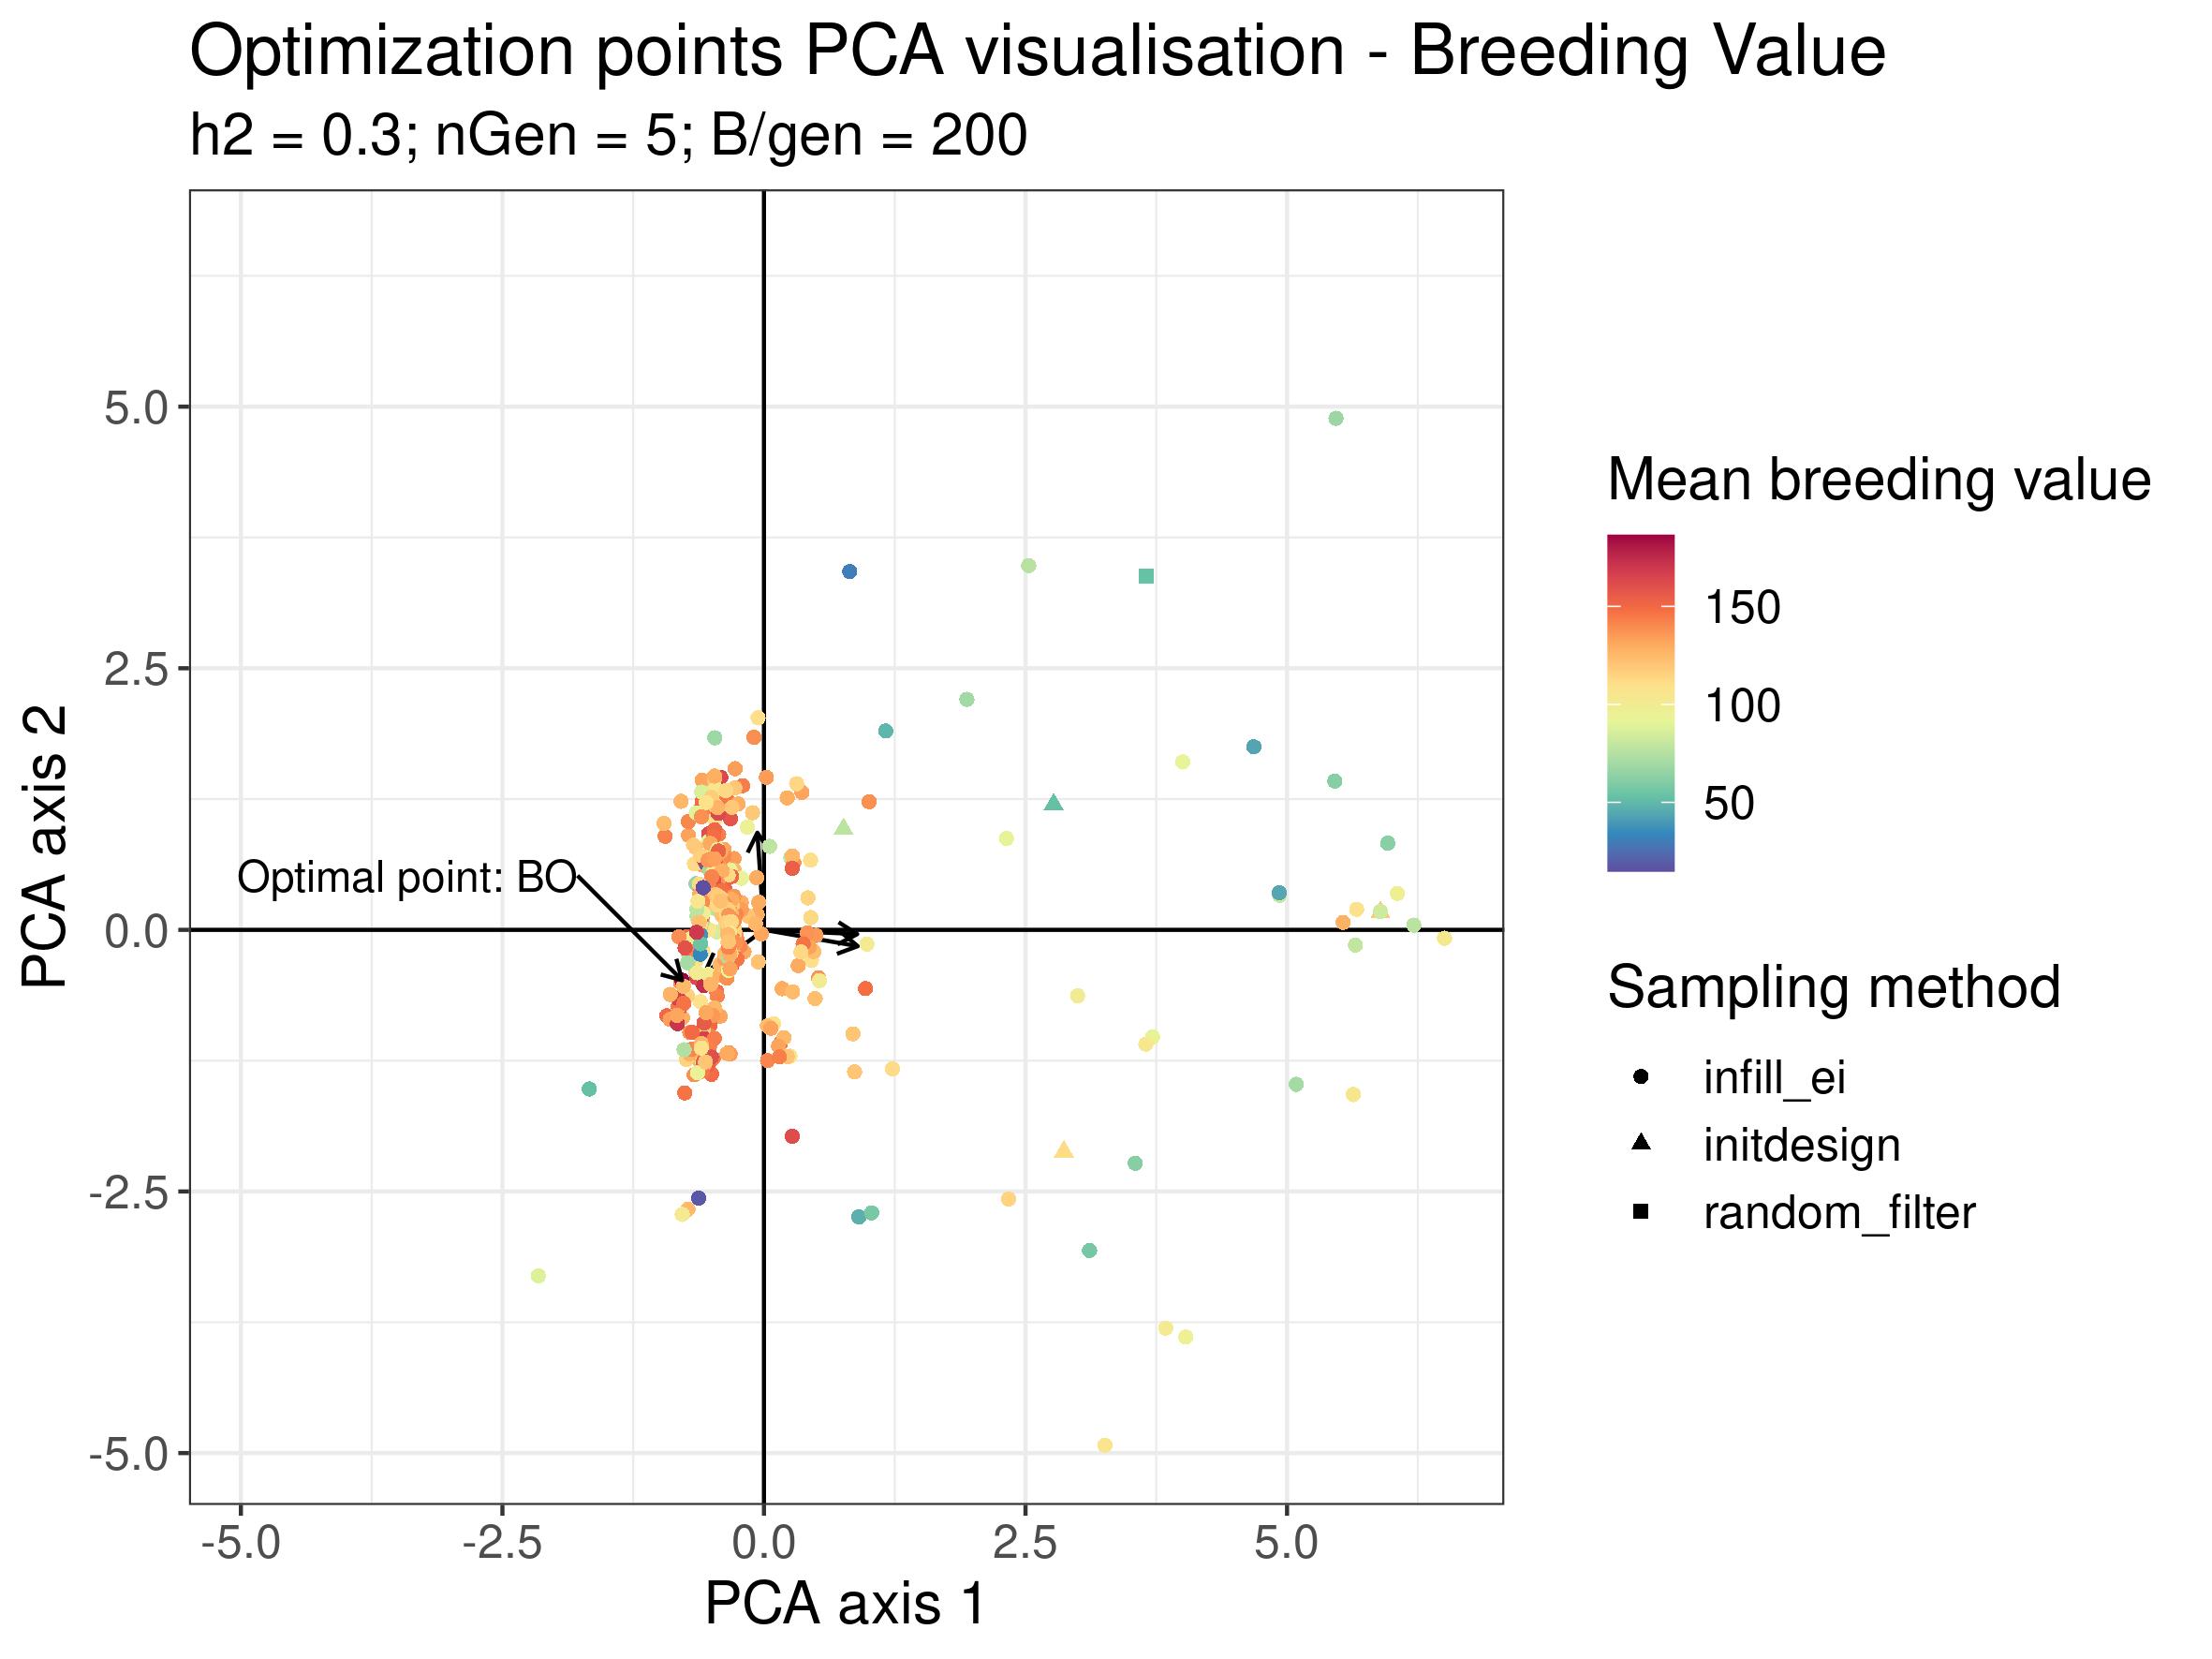 Optimization points PCA visualisation - Breeding Value
h2 = 0.3; nGen = 5; B/gen = 200
PCA axis 2
5.0
2.5
0.0
-2.5
-5.0
Optimal point: BO
-5.0
-2.5
0.0
2.5
5.0
PCA axis 1
Mean breeding value
150
100
50
Sampling method
infill_ei
initdesign
random_filter